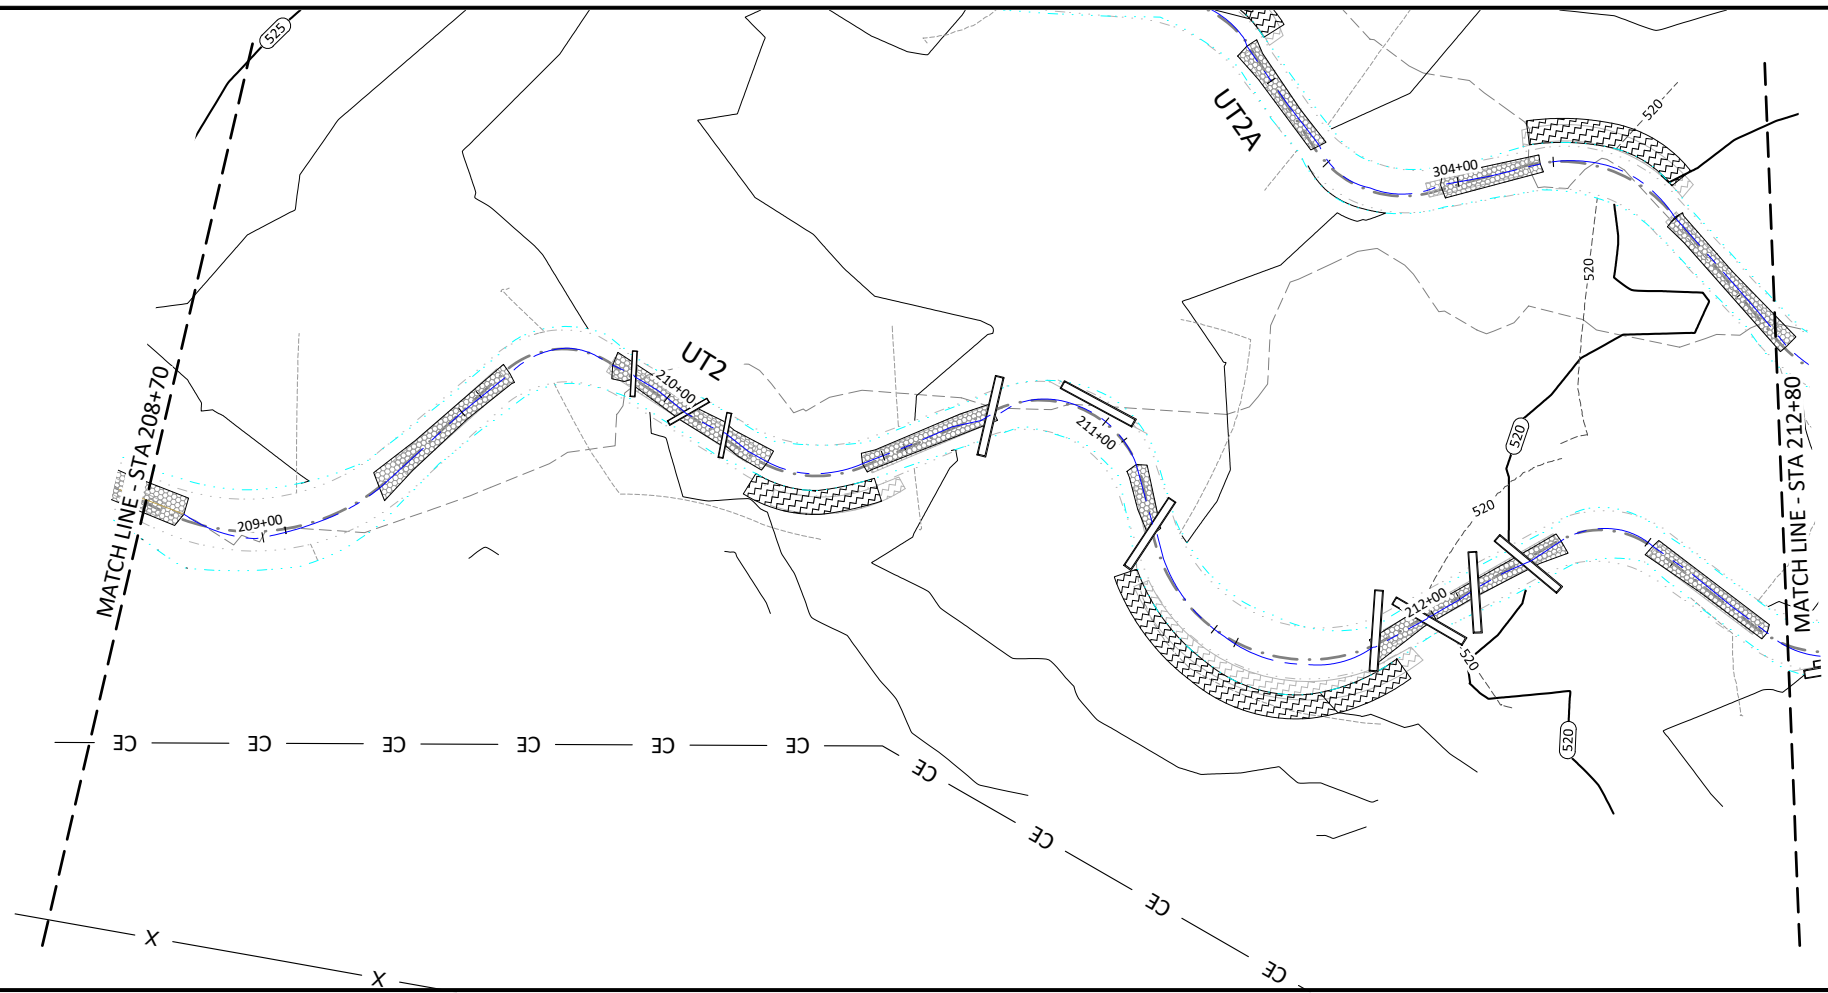 525
UT2A
520
304+00
520
UT2
210+00
MATCH LINE - STA 208+70
MATCH LINE - STA 212+80
211+00
520
520
209+00
212+00
520
520
CE
CE
CE
CE
CE
CE
CE
CE
CE
CE
X
X